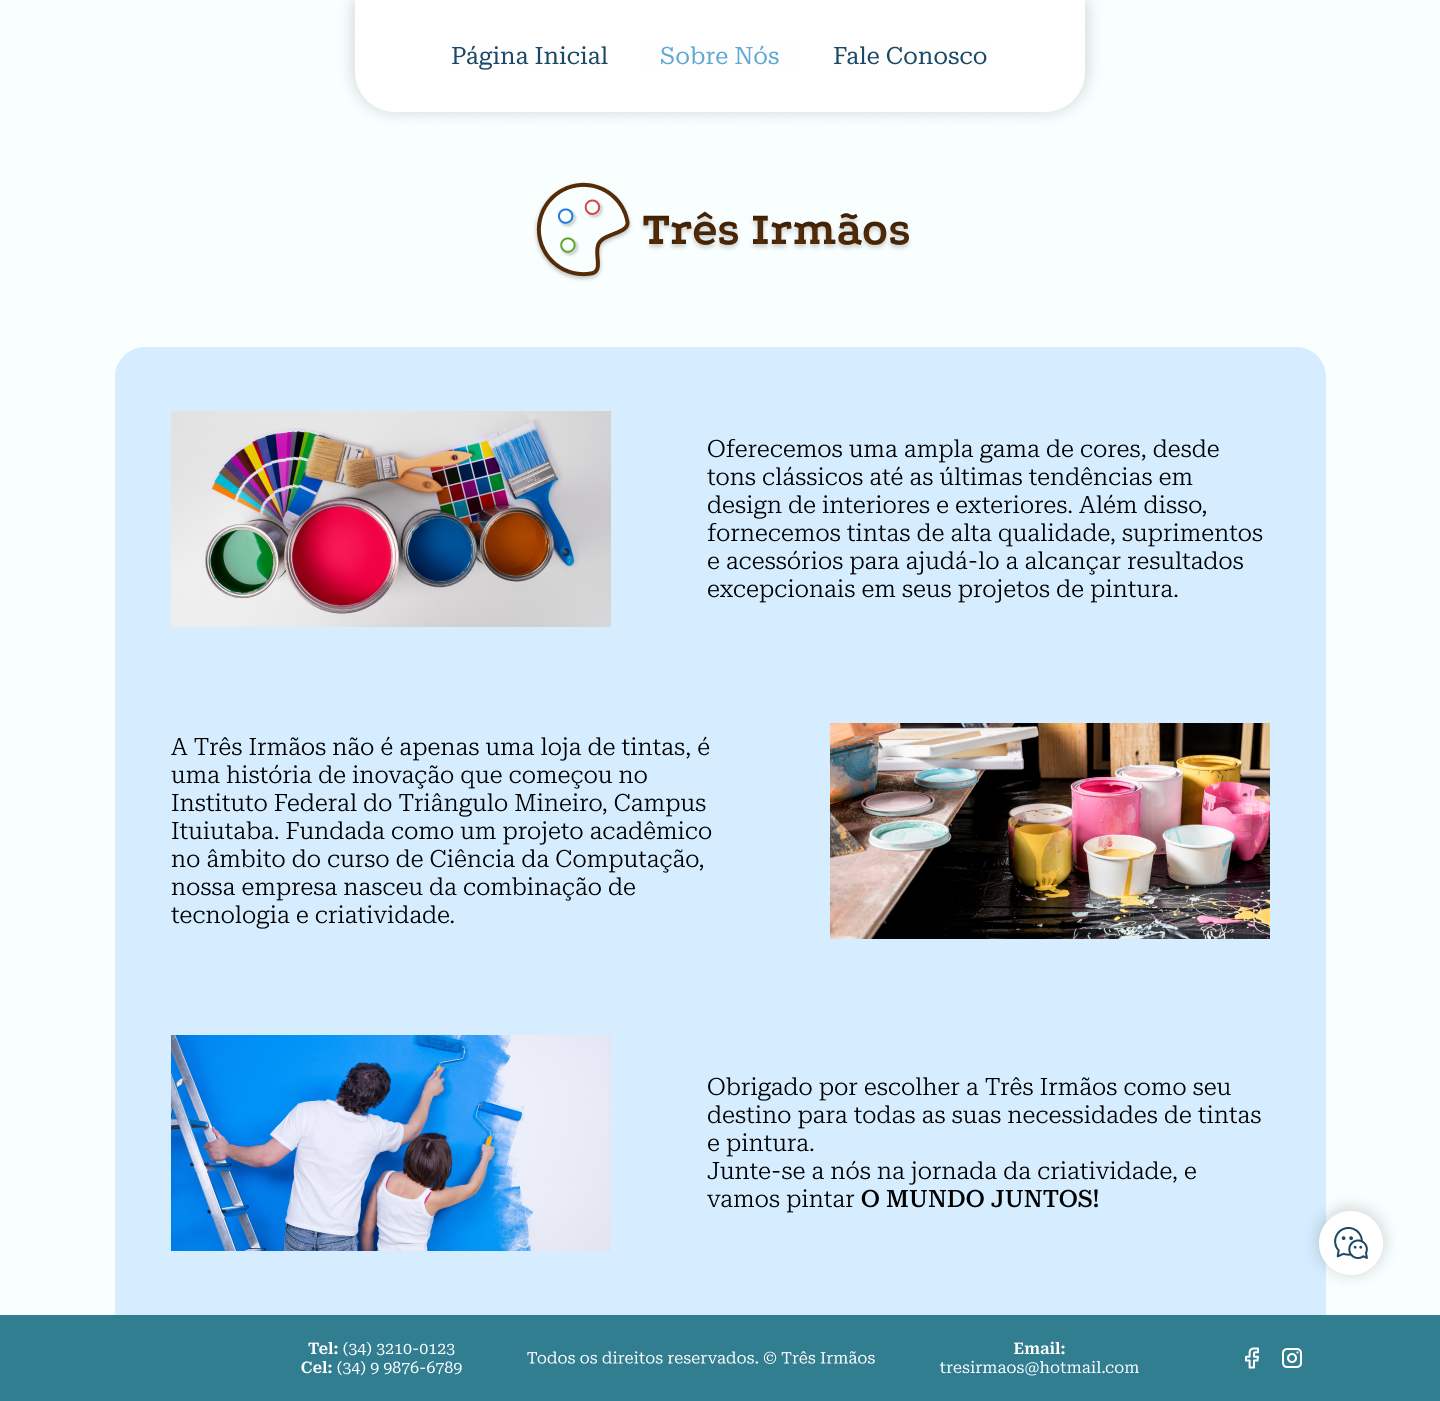 Página Inicial
Sobre Nós
Fale Conosco
Três Irmãos
Oferecemos uma ampla gama de cores, desde
tons clássicos até as últimas tendências em
design de interiores e exteriores. Além disso,
fornecemos tintas de alta qualidade, suprimentos
e acessórios para ajudá-lo a alcançar resultados
excepcionais em seus projetos de pintura.
A Três Irmãos não é apenas uma loja de tintas, é
uma história de inovação que começou no
Instituto Federal do Triângulo Mineiro, Campus
Ituiutaba. Fundada como um projeto acadêmico
no âmbito do curso de Ciência da Computação,
nossa empresa nasceu da combinação de
tecnologia e criatividade.
Obrigado por escolher a Três Irmãos como seu
destino para todas as suas necessidades de tintas
e pintura.
Junte-se a nós na jornada da criatividade, e
vamos pintar O MUNDO JUNTOS!
Tel: (34) 3210-0123
Cel: (34) 9 9876-6789
Todos os direitos reservados. © Três Irmãos
Email:
tresirmaos@hotmail.com